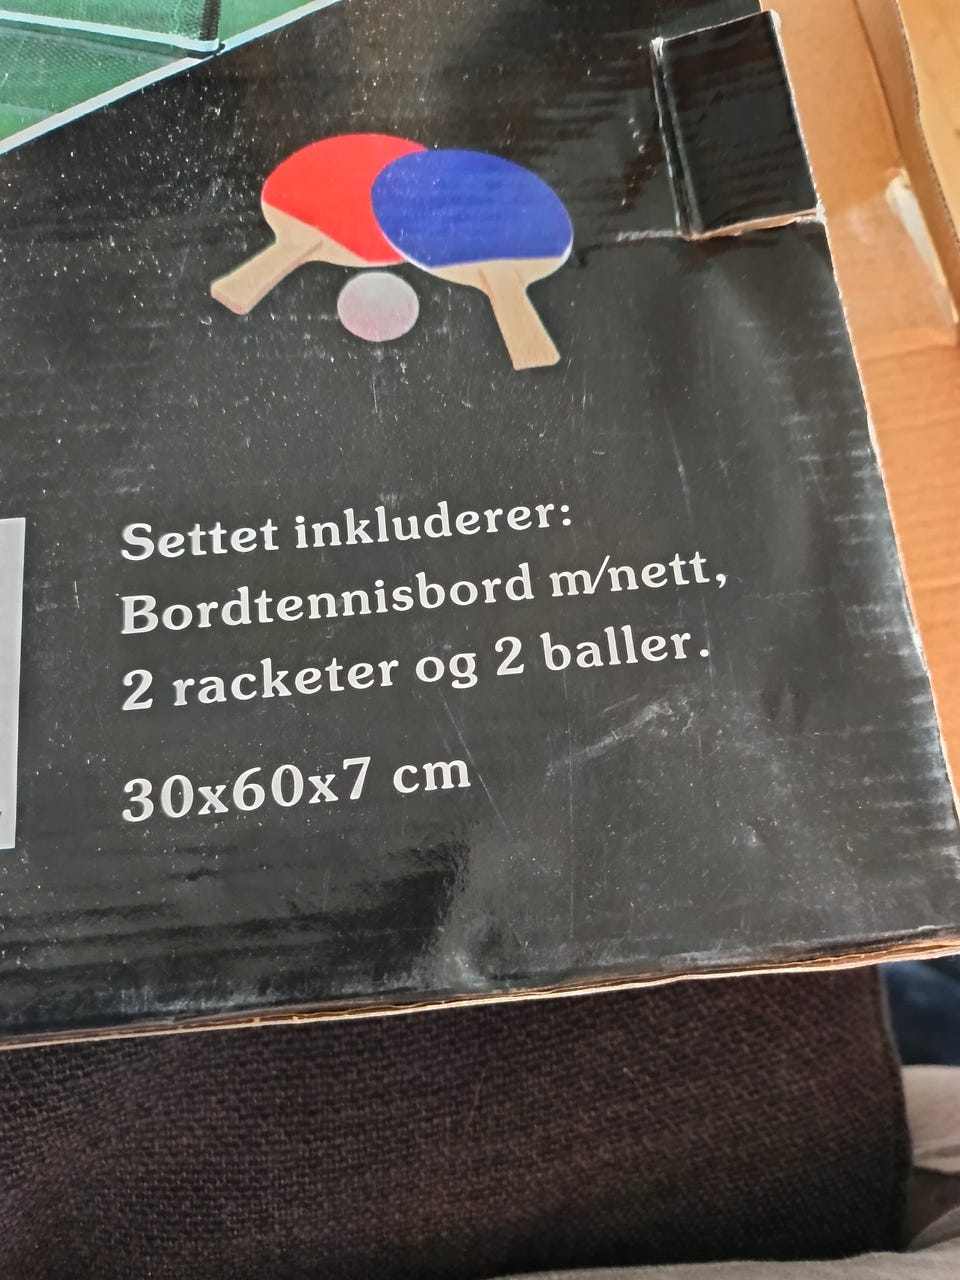 Settet inkluderer:
Bordtennisbord m/nett,
2 racketer og 2 baller.
30x60x7 cm